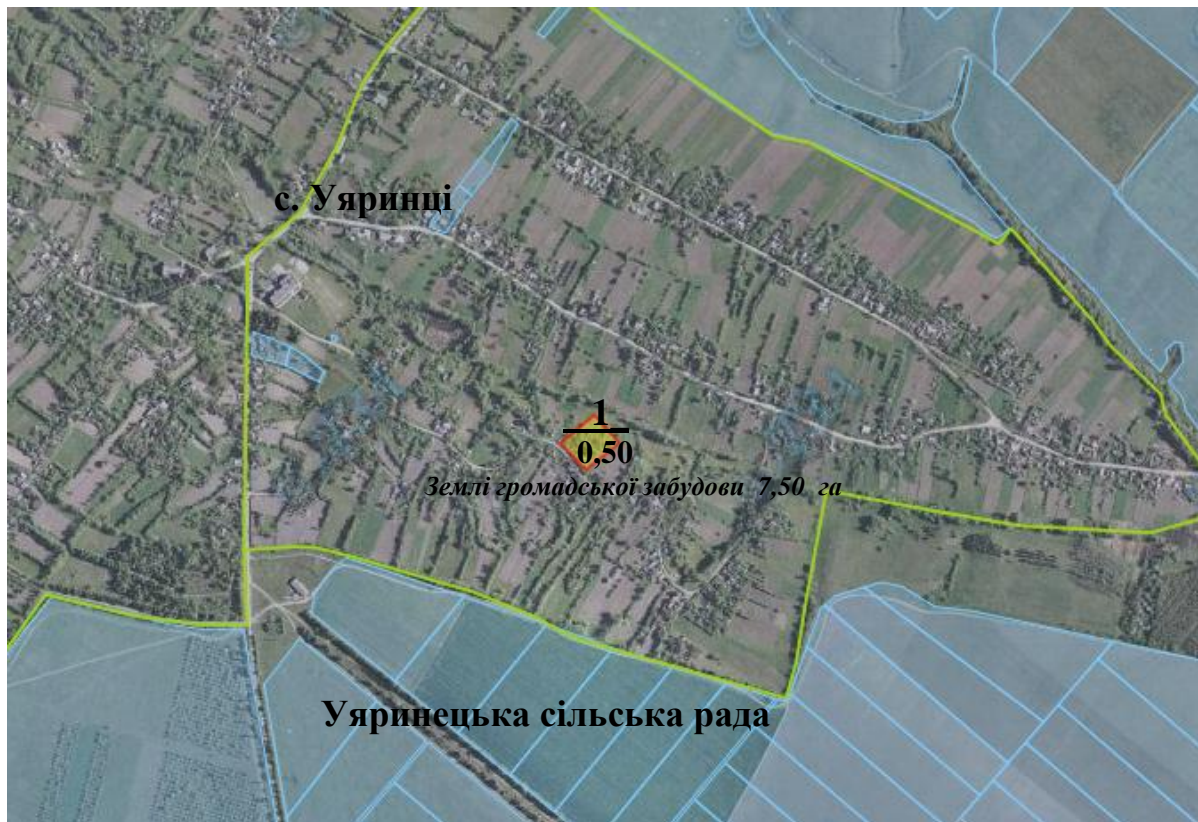 с. Уяринці
1
0,50
Землі громадської забудови 7,50 га
Уяринецька сільська рада